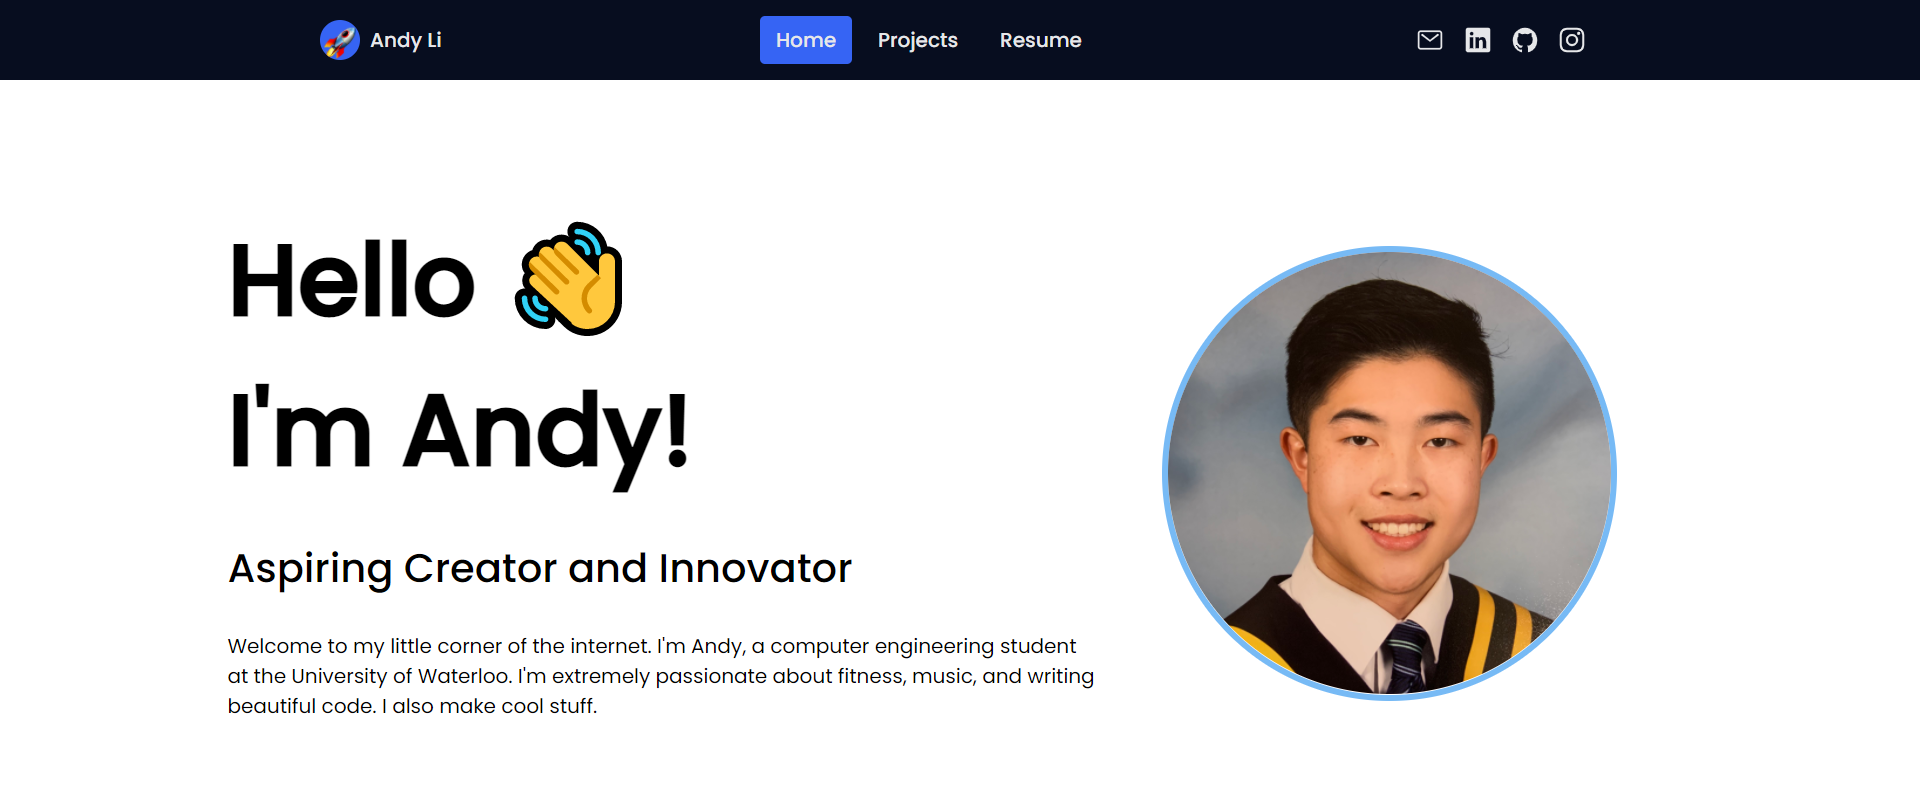 Andy Li
Home Projects Resume
Hello
I'm Andy!
Aspiring Creator and Innovator
Welcome to my little corner of the internet. I'm Andy, a computer engineering student
at the University of Waterloo. I'm extremely passionate about fitness, music, and writing
beautiful code. I also make cool stuff.